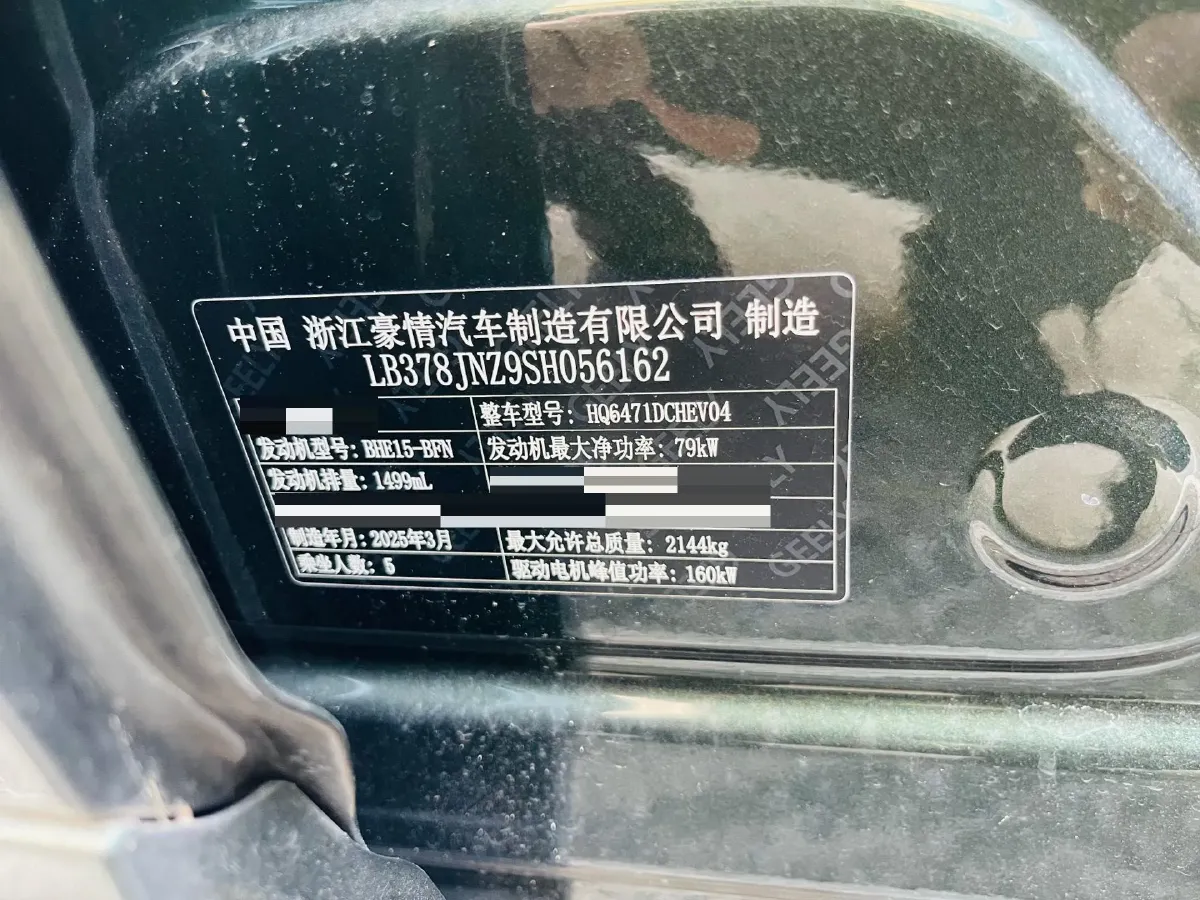 中国 浙江豪情汽车制造有限公司 制造
LB378JNZ9SH056162
整车型号：HQ6471DCHEV04
发动机型号：BHE15-BFN 发动机最大净功率：79kW
发动机排量：1499mL
制造年月：2025年3月 最大允许总质量：2144kg
乘坐人数：5 驱动电机峰值功率：160kW
GEELY